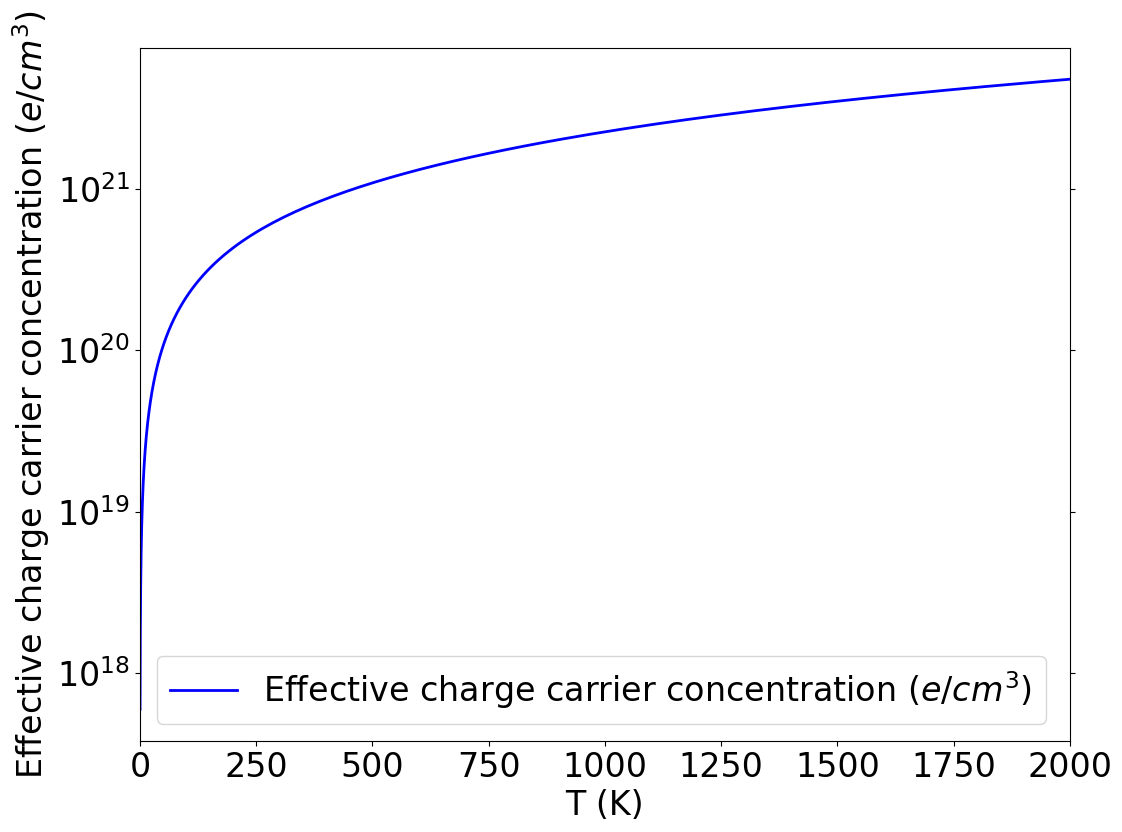 Effective charge carrier concentration (e/cm³)
10²¹
10²⁰
10¹⁹
10¹⁸
Effective charge carrier concentration (e/cm³)
0 250 500 750 1000 1250 1500 1750 2000
T (K)